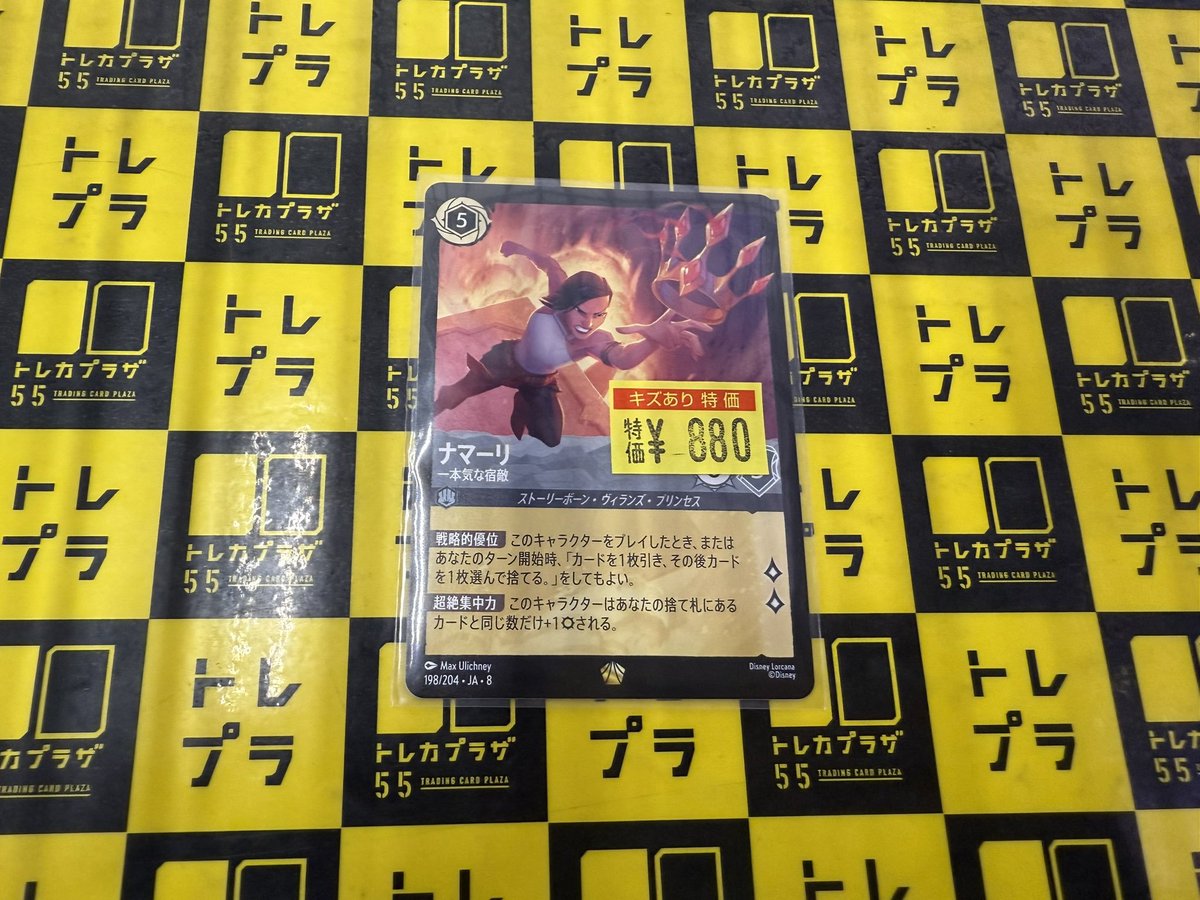 トレカプラザ
55 TRADING CARD PLAZA
トレ
プラ
5
キズあり 特価
特価 ¥ 880
ナマーリ
一本気な宿敵
ストーリーボーン・ヴィランズ・プリンセス
戦略的優位 このキャラクターをプレイしたとき、または
あなたのターン開始時、「カードを1枚引き、その後カード
を1枚選んで捨てる。」をしてもよい。
超絶集中力 このキャラクターはあなたの捨て札にある
カードと同じ数だけ+1される。
Max Ulichney
198/204・JA・8
Disney Lorcana
©Disney